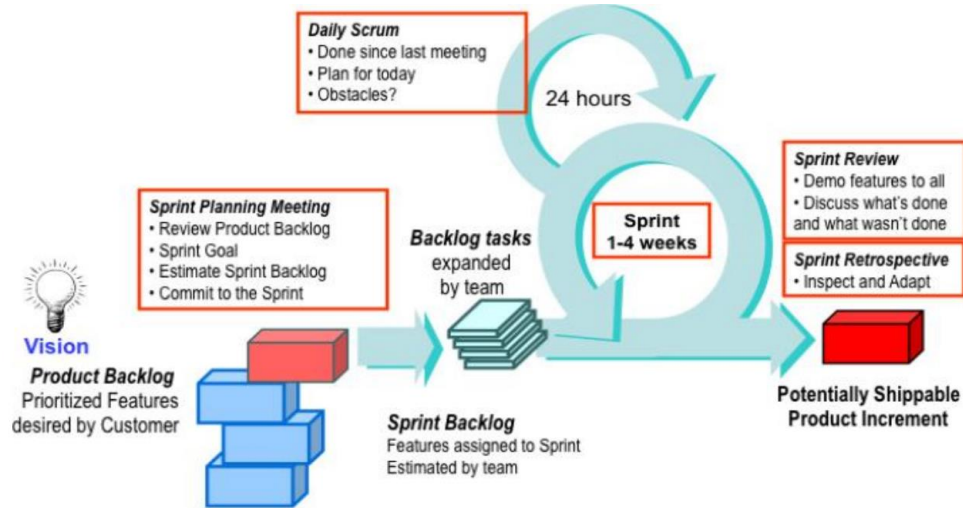 Daily Scrum
• Done since last meeting
• Plan for today
• Obstacles?
24 hours
Sprint Review
• Demo features to all
• Discuss what's done
and what wasn't done
Sprint Retrospective
• Inspect and Adapt
Sprint Planning Meeting
• Review Product Backlog
• Sprint Goal
• Estimate Sprint Backlog
• Commit to the Sprint
Sprint
1-4 weeks
Backlog tasks
expanded
by team
Vision
Product Backlog
Prioritized Features
desired by Customer
Sprint Backlog
Features assigned to Sprint
Estimated by team
Potentially Shippable
Product Increment